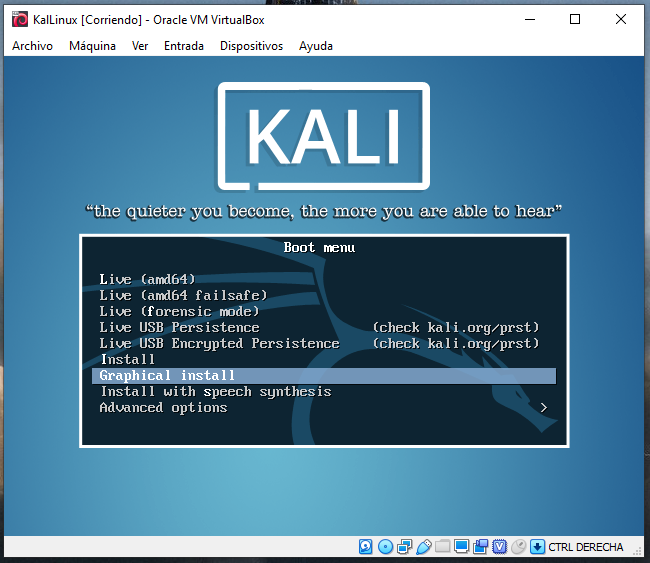 KalLinux [Corriendo] - Oracle VM VirtualBox
Archivo Máquina Ver Entrada Dispositivos Ayuda
KALI
“the quieter you become, the more you are able to hear”
Boot menu
Live (amd64)
Live (amd64 failsafe)
Live (forensic mode)
Live USB Persistence (check kali.org/prst)
Live USB Encrypted Persistence (check kali.org/prst)
Install
Graphical install
Install with speech synthesis
Advanced options >
CTRL DERECHA